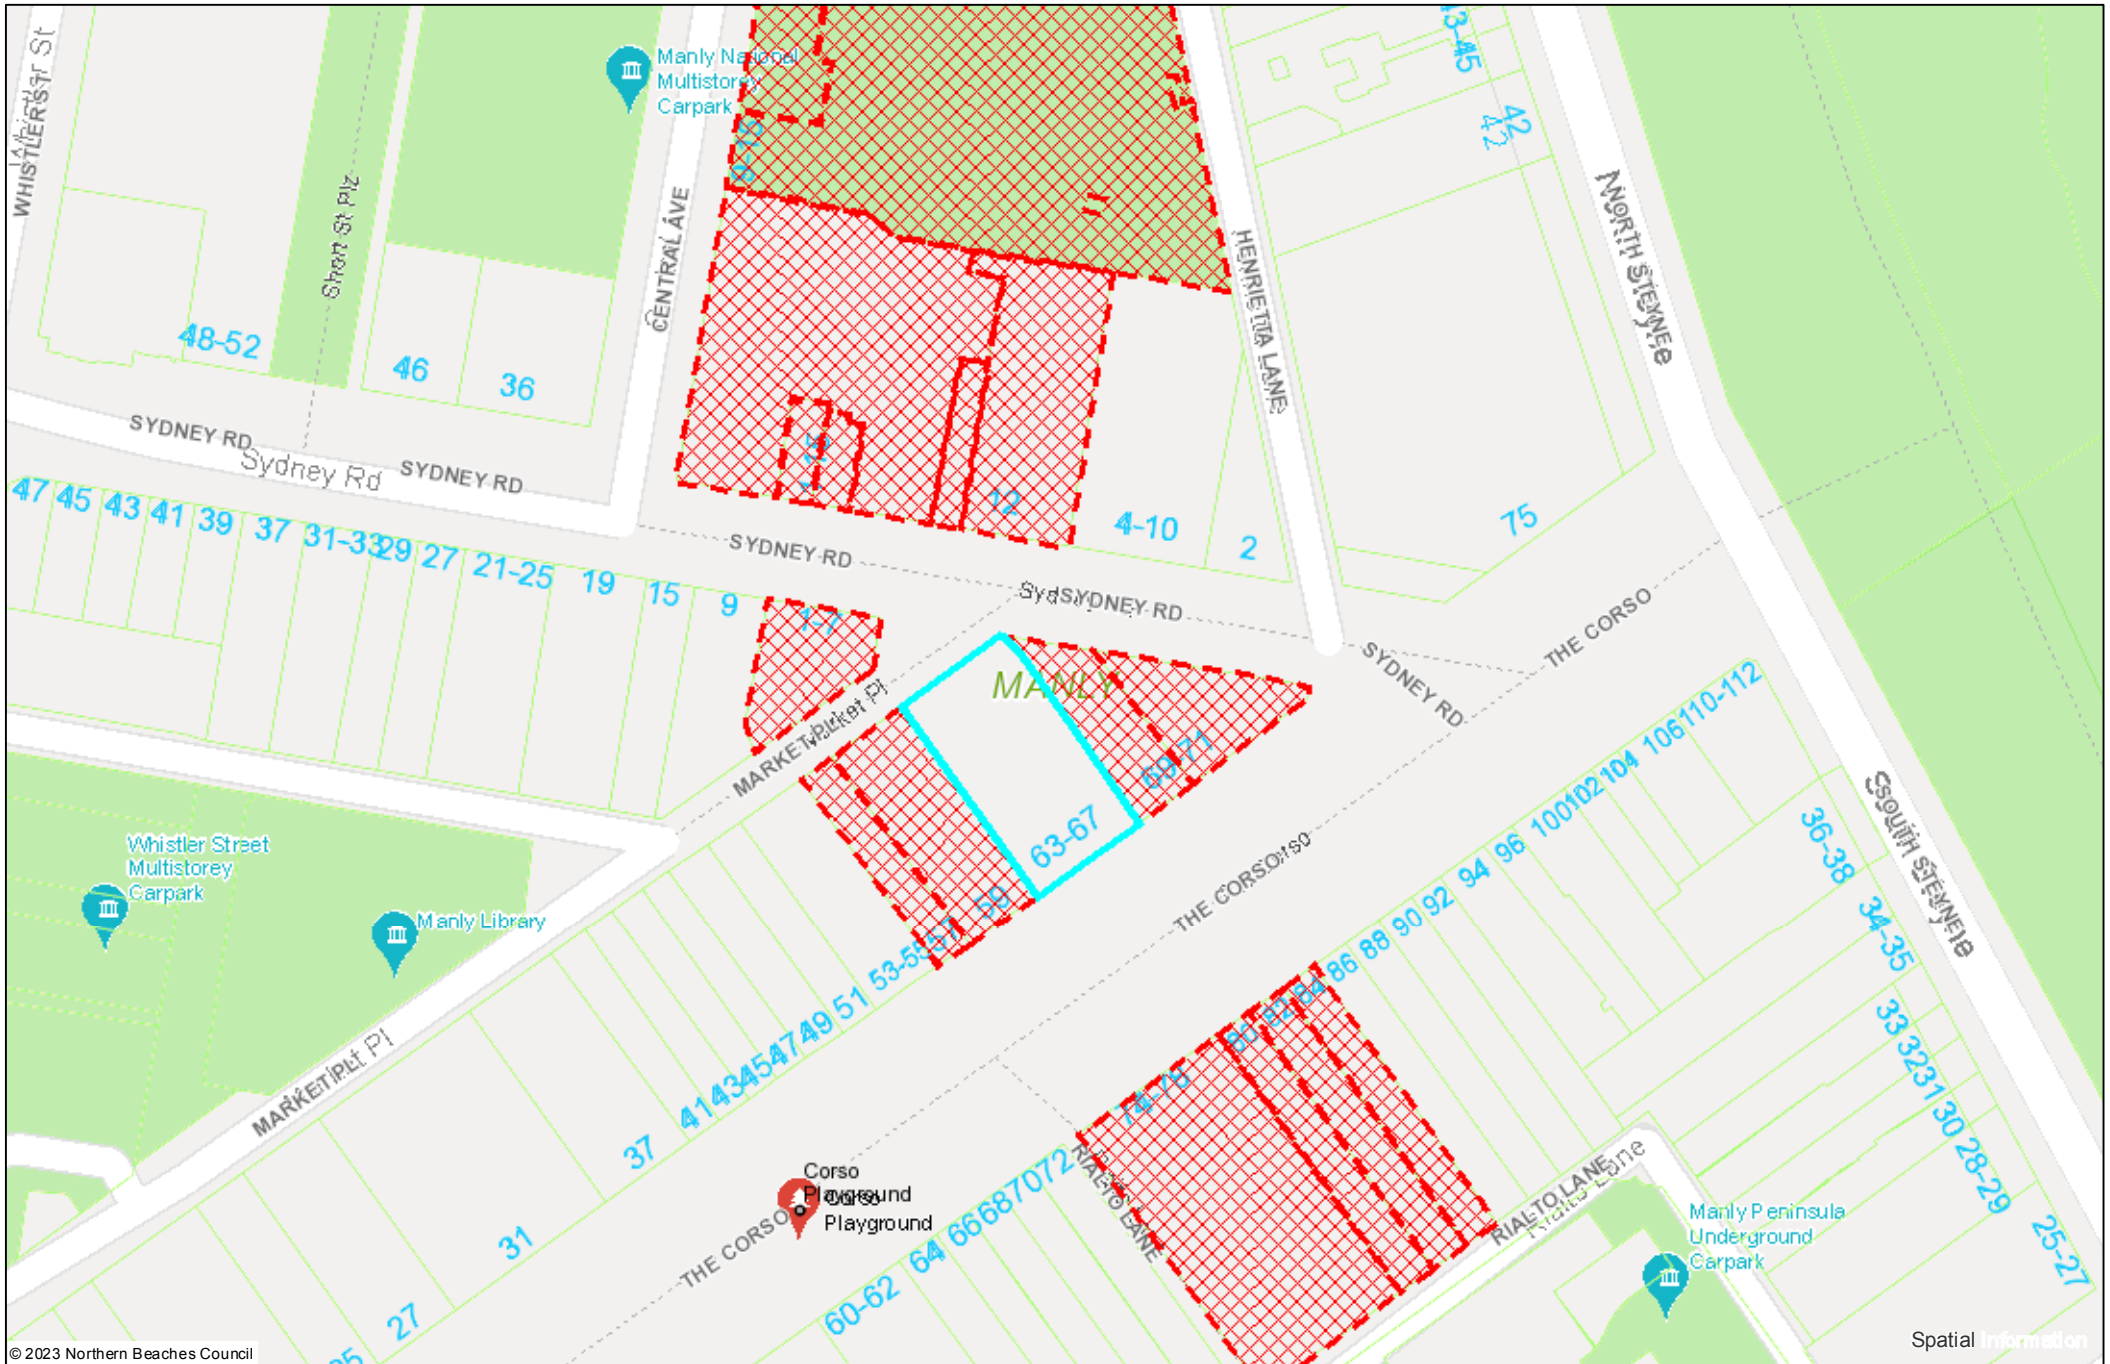 WHISTLER ST
Short St Plz
Manly National
Multistorey
Carpark
9-15
CENTRAL AVE
HENRIETTA LANE
43-45
42
42
NORTH STEYNE
48-52
46
36
SYDNEY RD
Sydney Rd
SYDNEY RD
47
45
43
41
39
37
31-33
29
27
21-25
19
15
9
1-7
12
4-10
2
75
SYDNEY RD
SYDNEY RD
SYDNEY RD
THE CORSO
MANLY
MARKET PL
Market Pl
69-71
63-67
59
57
53-55
51
49
47
45
43
41
37
31
27
THE CORSO
110-112
106
104
102
100
96
94
92
90
88
86
84
82
80
74-78
72
70
68
66
64
60-62
36-38
34-35
33
32
31
30
28-29
25-27
SOUTH STEYNE
Whistler Street
Multistorey
Carpark
Manly Library
MARKET PL
Corso
Playground
Corso
Playground
THE CORSO
RIALTO LANE
RIALTO LANE
Manly Peninsula
Underground
Carpark
© 2023 Northern Beaches Council
Spatial Information